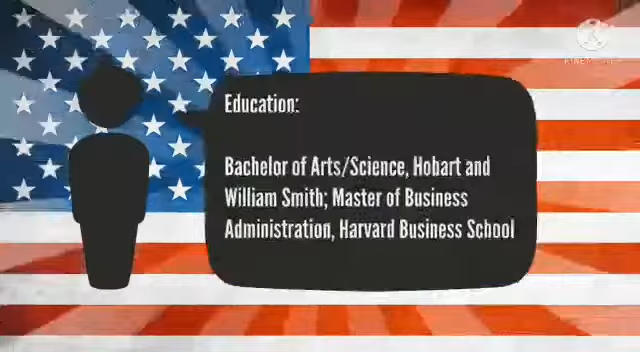 Education:
Bachelor of Arts/Science, Hobart and
William Smith; Master of Business
Administration, Harvard Business School